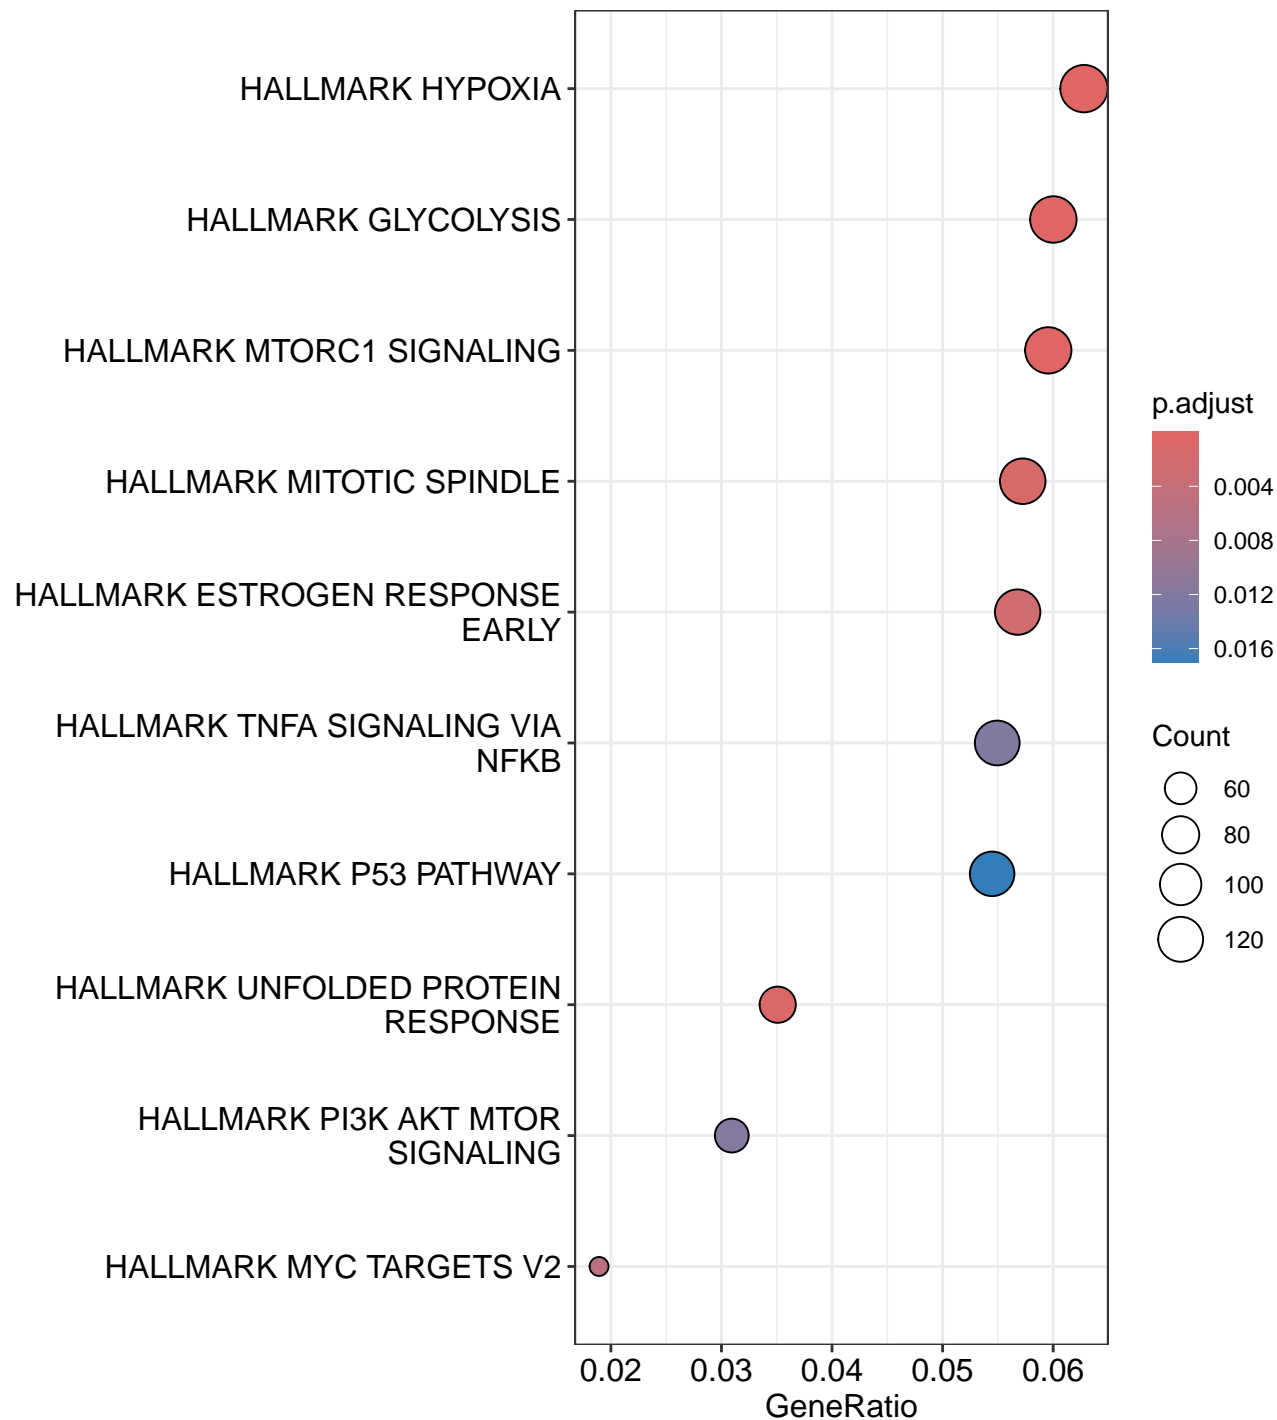 HALLMARK HYPOXIA
HALLMARK GLYCOLYSIS
HALLMARK MTORC1 SIGNALING
HALLMARK MITOTIC SPINDLE
HALLMARK ESTROGEN RESPONSE
EARLY
HALLMARK TNFA SIGNALING VIA
NFKB
HALLMARK P53 PATHWAY
HALLMARK UNFOLDED PROTEIN
RESPONSE
HALLMARK PI3K AKT MTOR
SIGNALING
HALLMARK MYC TARGETS V2
0.02 0.03 0.04 0.05 0.06
GeneRatio
p.adjust
0.004
0.008
0.012
0.016
Count
60
80
100
120